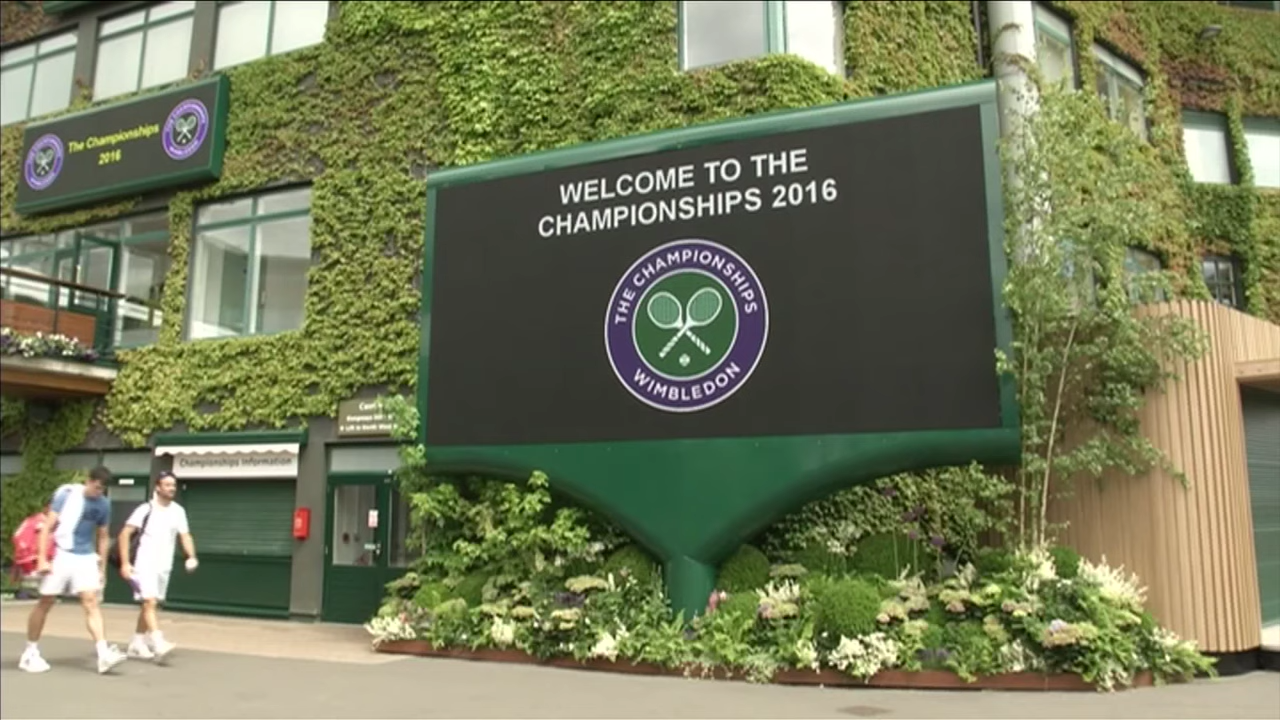 The Championships
2016
WELCOME TO THE
CHAMPIONSHIPS 2016
THE CHAMPIONSHIPS
WIMBLEDON
Championships Information